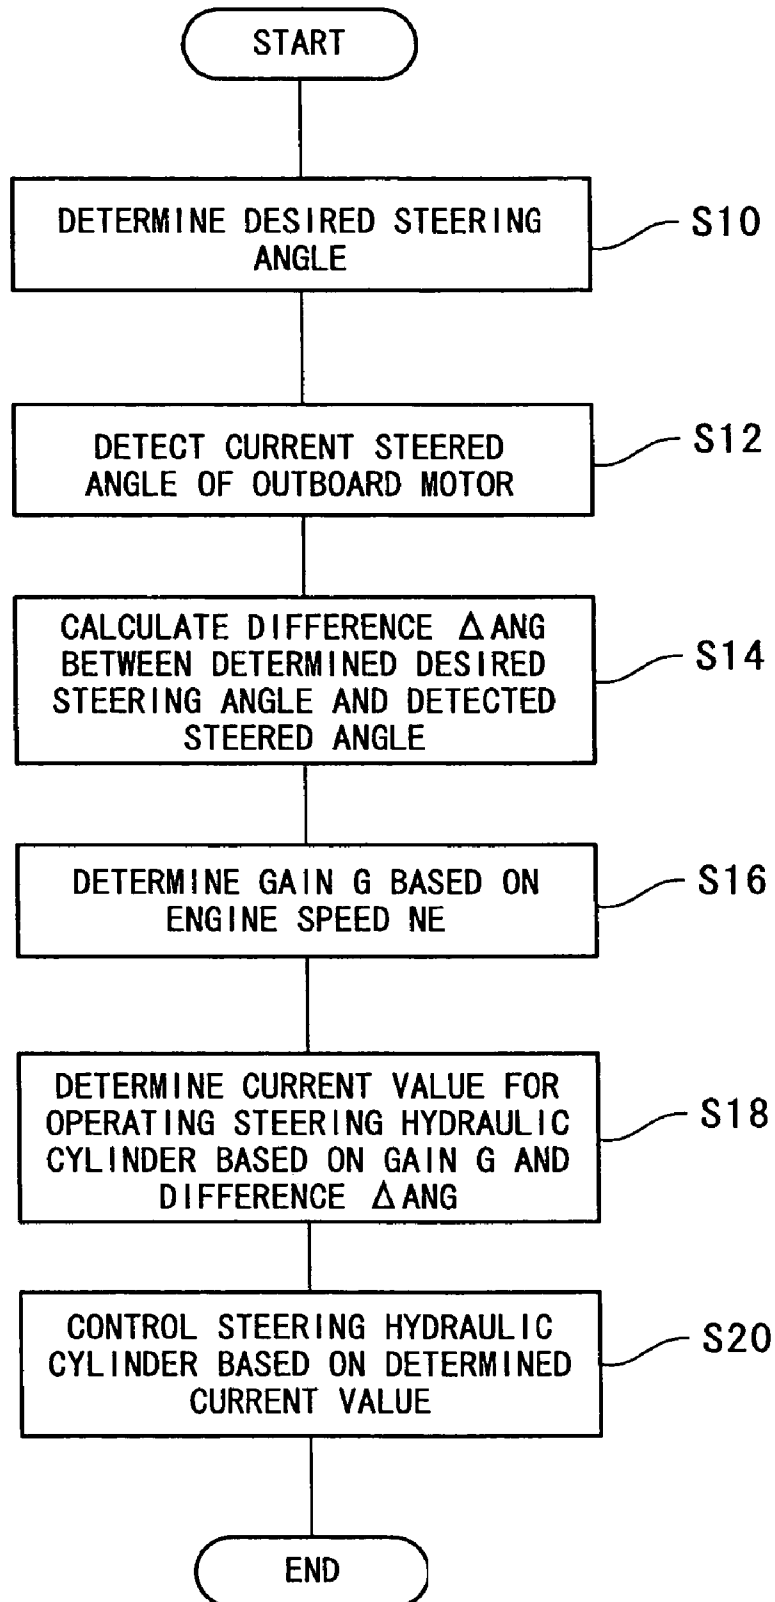 START
DETERMINE DESIRED STEERING
ANGLE
S10
DETECT CURRENT STEERED
ANGLE OF OUTBOARD MOTOR
S12
CALCULATE DIFFERENCE ΔANG
BETWEEN DETERMINED DESIRED
STEERING ANGLE AND DETECTED
STEERED ANGLE
S14
DETERMINE GAIN G BASED ON
ENGINE SPEED NE
S16
DETERMINE CURRENT VALUE FOR
OPERATING STEERING HYDRAULIC
CYLINDER BASED ON GAIN G AND
DIFFERENCE ΔANG
S18
CONTROL STEERING HYDRAULIC
CYLINDER BASED ON DETERMINED
CURRENT VALUE
S20
END